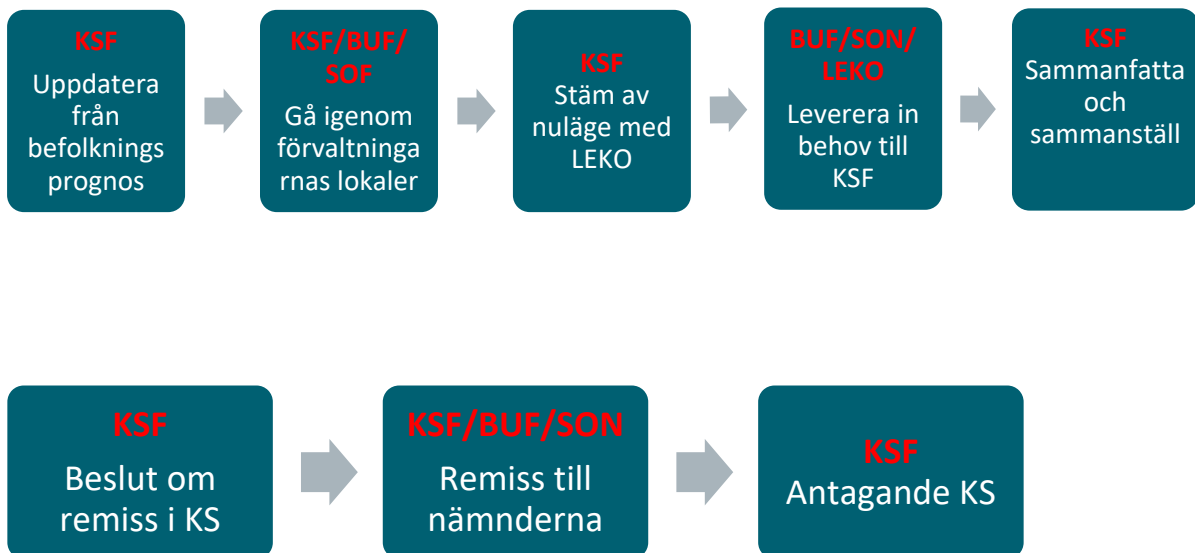 KSF
Uppdatera
från
befolknings
prognos
KSF/BUF/
SOF
Gå igenom
förvaltninga
rnas lokaler
KSF
Stäm av
nuläge med
LEKO
BUF/SON/
LEKO
Leverera in
behov till
KSF
KSF
Sammanfatta
och
sammanställ
KSF
Beslut om
remiss i KS
KSF/BUF/SON
Remiss till
nämnderna
KSF
Antagande KS